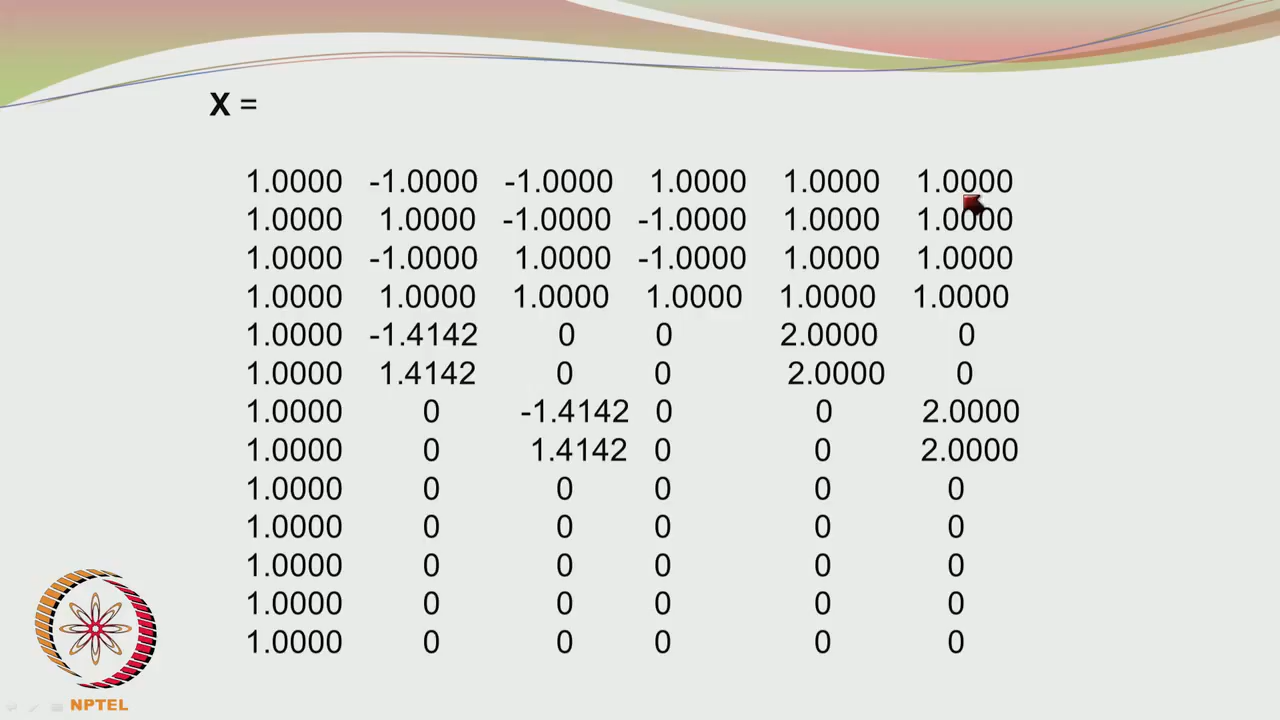 X =
1.0000 -1.0000 -1.0000 1.0000 1.0000 1.0000
1.0000 1.0000 -1.0000 -1.0000 1.0000 1.0000
1.0000 -1.0000 1.0000 -1.0000 1.0000 1.0000
1.0000 1.0000 1.0000 1.0000 1.0000 1.0000
1.0000 -1.4142 0 0 2.0000 0
1.0000 1.4142 0 0 2.0000 0
1.0000 0 -1.4142 0 0 2.0000
1.0000 0 1.4142 0 0 2.0000
1.0000 0 0 0 0 0
1.0000 0 0 0 0 0
1.0000 0 0 0 0 0
1.0000 0 0 0 0 0
1.0000 0 0 0 0 0
NPTEL